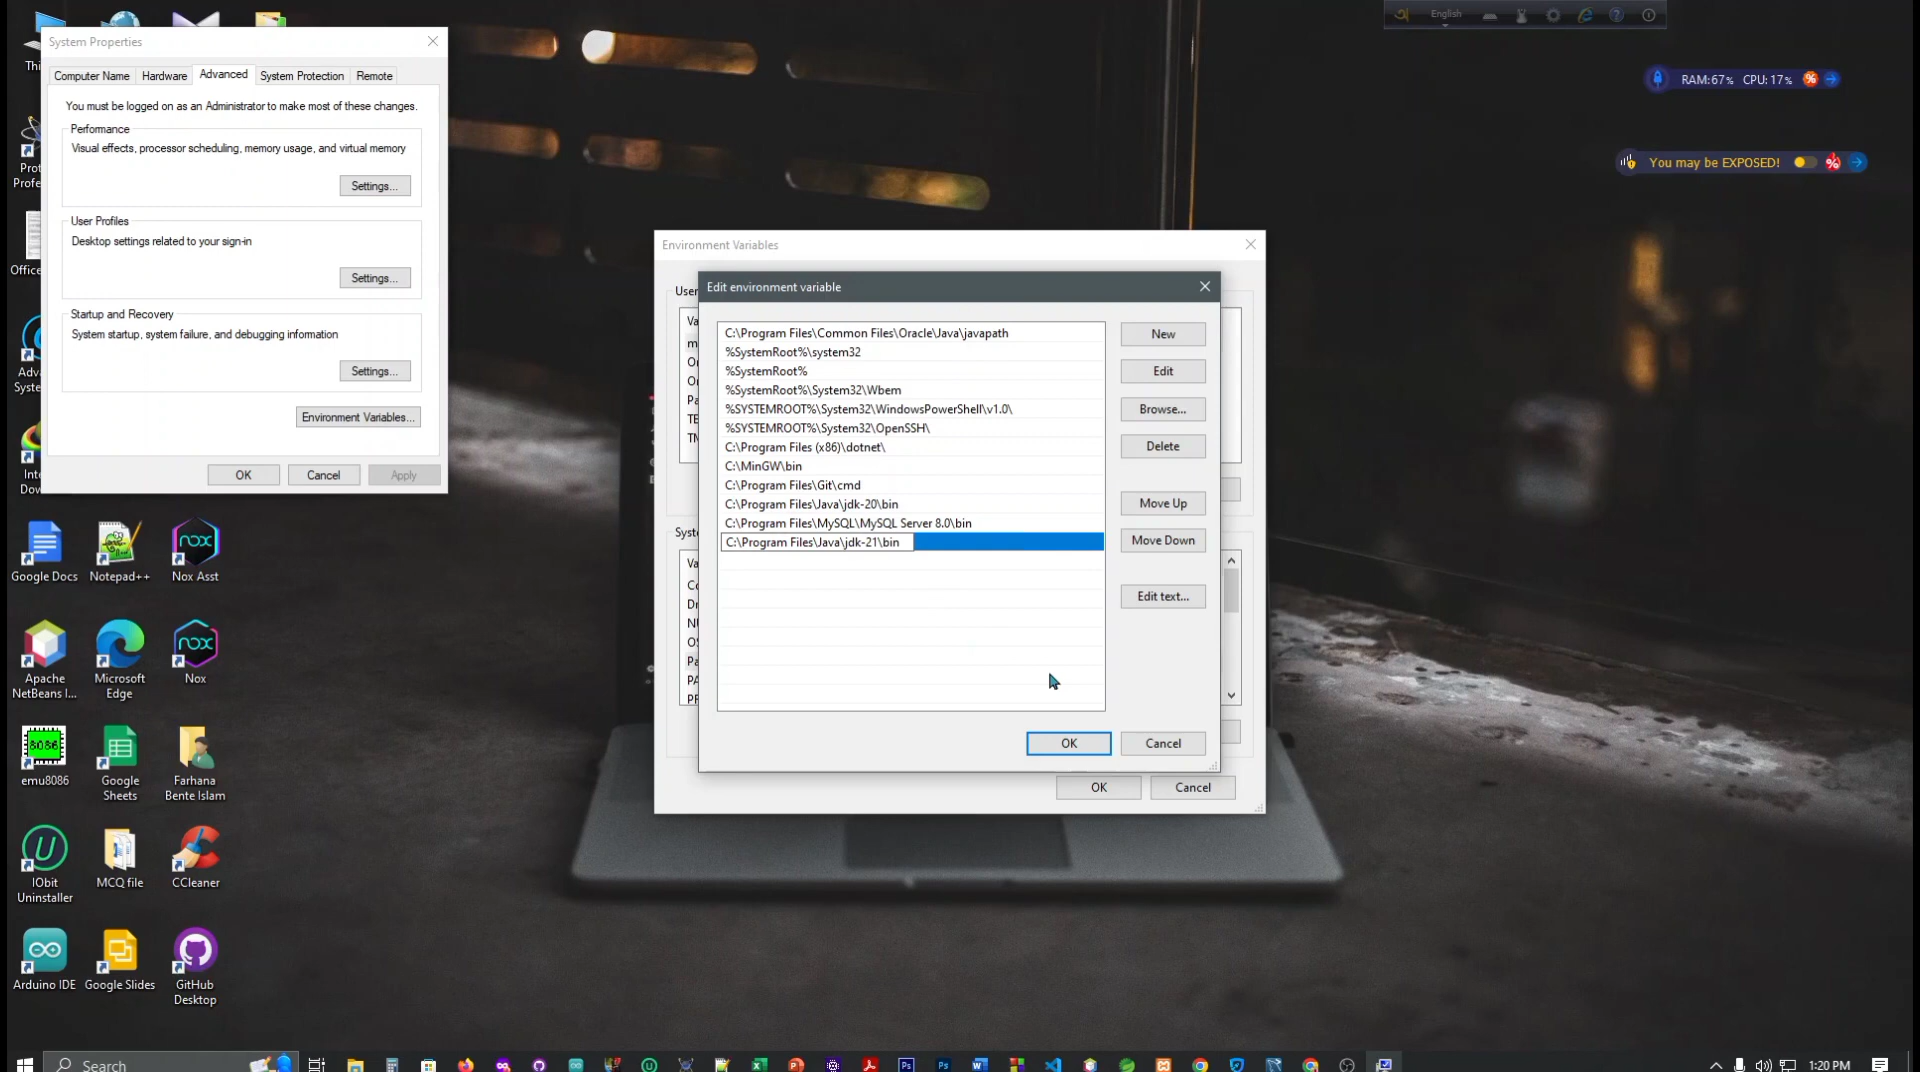 English
RAM:67% CPU: 17%
You may be EXPOSED!
System Properties
Computer Name
Hardware
Advanced
System Protection
Remote
You must be logged on as an Administrator to make most of these changes.
Performance
Visual effects, processor scheduling, memory usage, and virtual memory
Settings...
User Profiles
Desktop settings related to your sign-in
Settings...
Startup and Recovery
System startup, system failure, and debugging information
Settings...
Environment Variables...
OK
Cancel
Apply
Environment Variables
Edit environment variable
C:\Program Files\Common Files\Oracle\Java\javapath
%SystemRoot%\system32
%SystemRoot%
%SystemRoot%\System32\Wbem
%SYSTEMROOT%\System32\WindowsPowerShell\v1.0\
%SYSTEMROOT%\System32\OpenSSH\
C:\Program Files (x86)\dotnet\
C:\MinGW\bin
C:\Program Files\Git\cmd
C:\Program Files\Java\jdk-20\bin
C:\Program Files\MySQL\MySQL Server 8.0\bin
C:\Program Files\Java\jdk-21\bin
New
Edit
Browse...
Delete
Move Up
Move Down
Edit text...
OK
Cancel
OK
Cancel
Google Docs
Notepad++
Nox Asst
Apache
NetBeans I...
Microsoft
Edge
Nox
8086
emu8086
Google
Sheets
Farhana
Bente Islam
IObit
Uninstaller
MCQ file
CCleaner
Arduino IDE
Google Slides
GitHub
Desktop
Search
1:20 PM